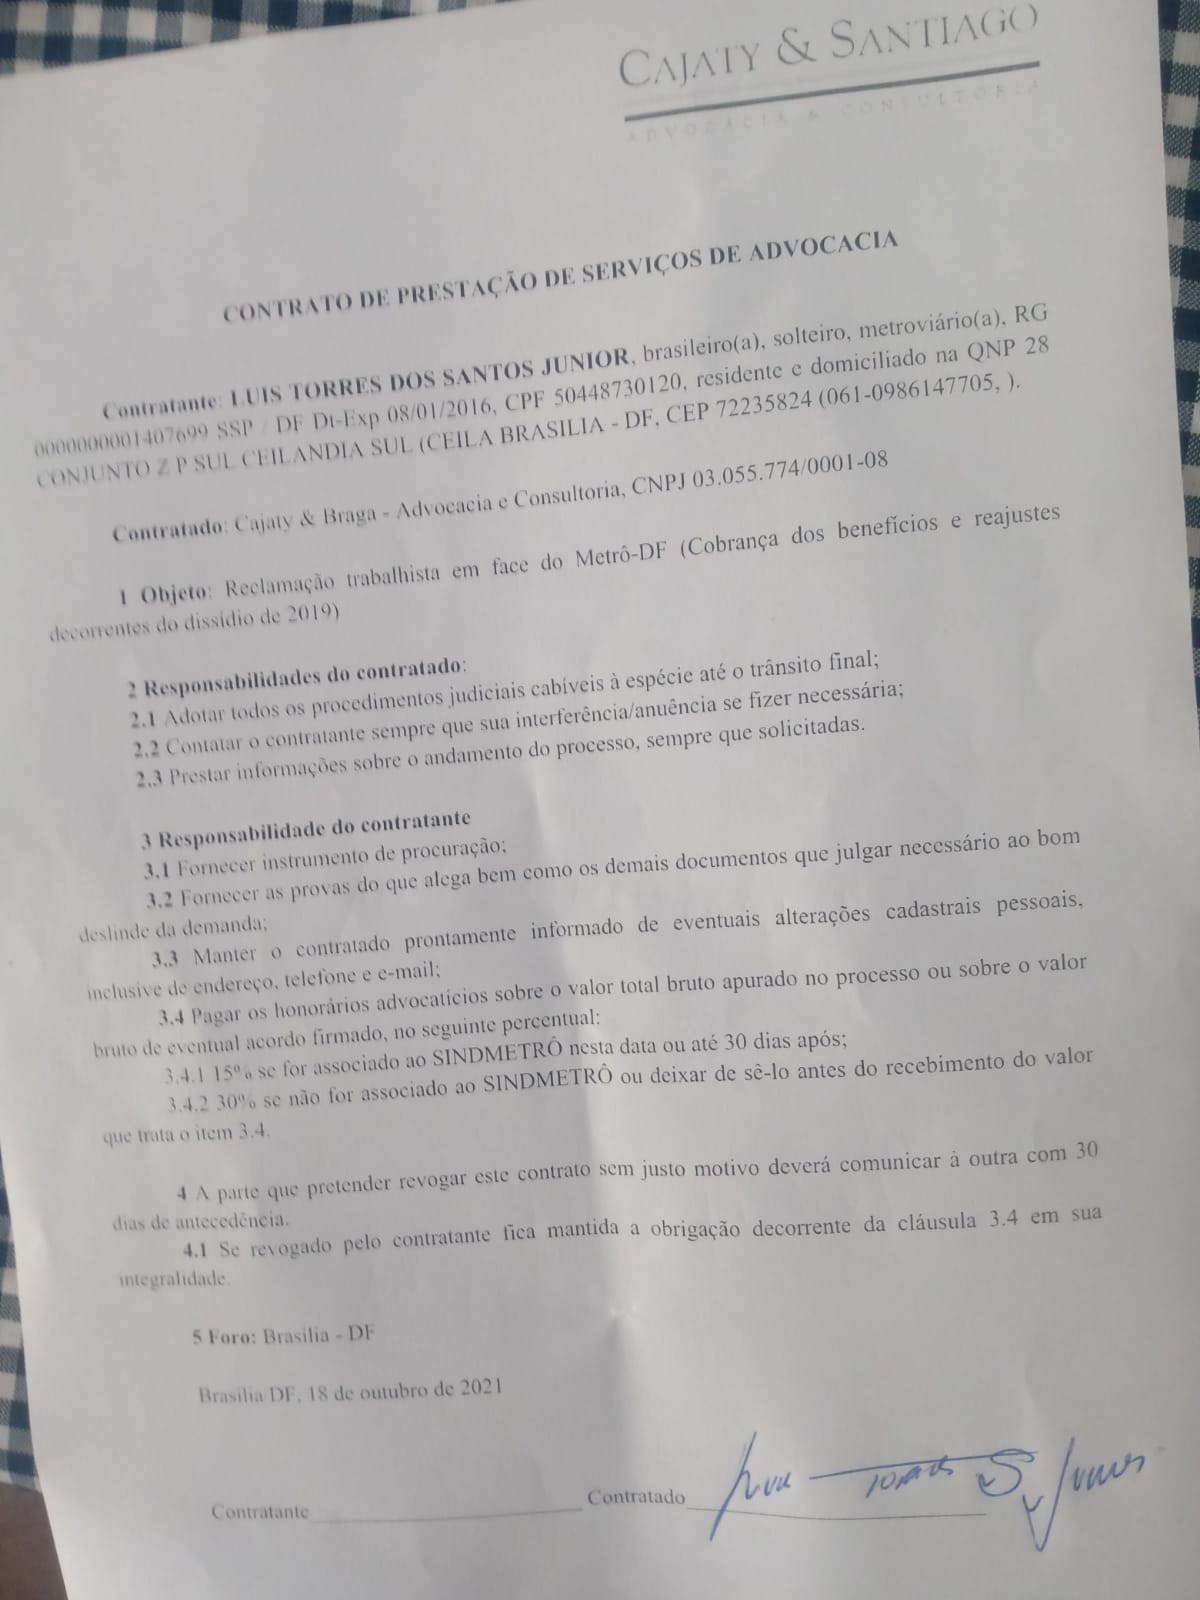 CAJATY & SANTIAGO
ADVOCACIA & CONSULTORIA
CONTRATO DE PRESTAÇÃO DE SERVIÇOS DE ADVOCACIA
Contratante: LUIS TORRES DOS SANTOS JUNIOR, brasileiro(a), solteiro, metroviário(a), RG
0000000001407699 SSP / DF Dt-Exp 08/01/2016, CPF 50448730120, residente e domiciliado na QNP 28
CONJUNTO Z P SUL CEILANDIA SUL (CEILA BRASILIA - DF, CEP 72235824 (061-0986147705, ).
Contratado: Cajaty & Braga - Advocacia e Consultoria, CNPJ 03.055.774/0001-08
1 Objeto: Reclamação trabalhista em face do Metrô-DF (Cobrança dos benefícios e reajustes
decorrentes do dissídio de 2019)
2 Responsabilidades do contratado:
2.1 Adotar todos os procedimentos judiciais cabíveis à espécie até o trânsito final;
2.2 Contatar o contratante sempre que sua interferência/anuência se fizer necessária;
2.3 Prestar informações sobre o andamento do processo, sempre que solicitadas.
3 Responsabilidade do contratante
3.1 Fornecer instrumento de procuração;
3.2 Fornecer as provas do que alega bem como os demais documentos que julgar necessário ao bom
deslinde da demanda;
3.3 Manter o contratado prontamente informado de eventuais alterações cadastrais pessoais,
inclusive de endereço, telefone e e-mail;
3.4 Pagar os honorários advocatícios sobre o valor total bruto apurado no processo ou sobre o valor
bruto de eventual acordo firmado, no seguinte percentual:
3.4.1 15% se for associado ao SINDMETRÔ nesta data ou até 30 dias após;
3.4.2 30% se não for associado ao SINDMETRÔ ou deixar de sê-lo antes do recebimento do valor
que trata o item 3.4.
4 A parte que pretender revogar este contrato sem justo motivo deverá comunicar à outra com 30
dias de antecedência.
4.1 Se revogado pelo contratante fica mantida a obrigação decorrente da cláusula 3.4 em sua
integralidade.
5 Foro: Brasília - DF
Brasília/DF, 18 de outubro de 2021
Contratante Contratado